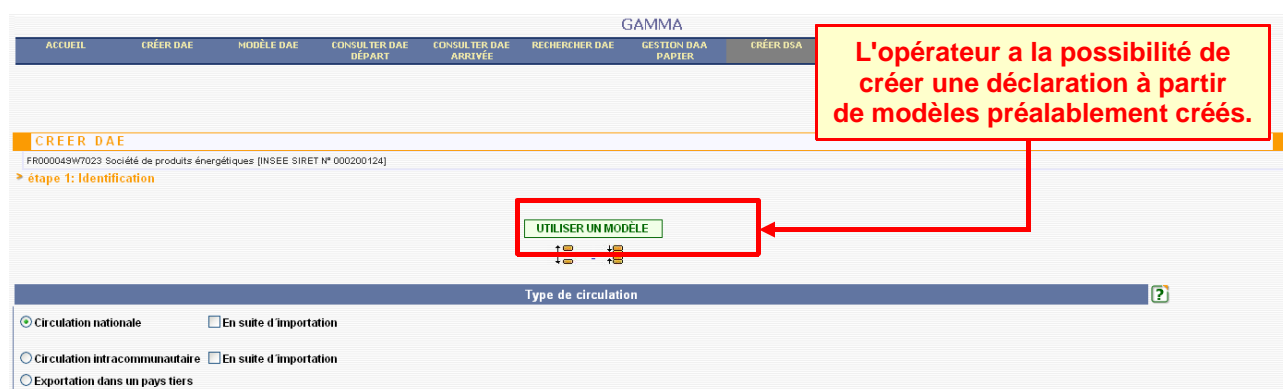 GAMMA
ACCUEIL CRÉER DAE MODÈLE DAE CONSULTER DAE DÉPART CONSULTER DAE ARRIVÉE RECHERCHER DAE GESTION DAA PAPIER CRÉER DSA
L'opérateur a la possibilité de
créer une déclaration à partir
de modèles préalablement créés.
CREER DAE
FR000049W7023 Société de produits énergétiques [INSEE SIRET N° 000200124]
> étape 1: Identification
UTILISER UN MODÈLE
-
Type de circulation ?
Circulation nationale En suite d'importation
Circulation intracommunautaire En suite d'importation
Exportation dans un pays tiers